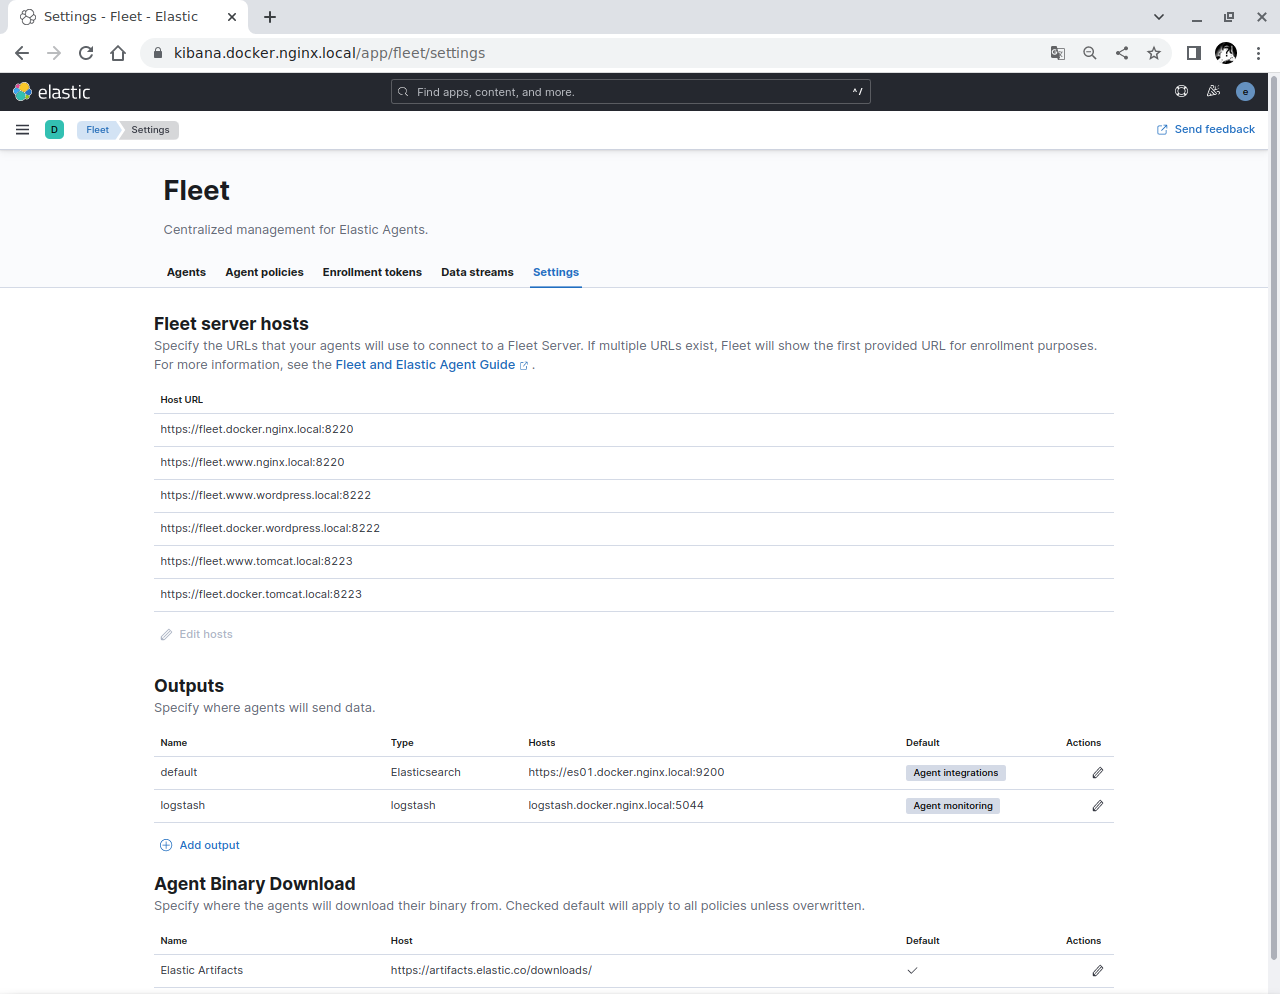 Settings - Fleet - Elastic
kibana.docker.nginx.local/app/fleet/settings
elastic
Find apps, content, and more.
^/
e
D
Fleet
Settings
Send feedback
Fleet
Centralized management for Elastic Agents.
Agents Agent policies Enrollment tokens Data streams Settings
Fleet server hosts
Specify the URLs that your agents will use to connect to a Fleet Server. If multiple URLs exist, Fleet will show the first provided URL for enrollment purposes.
For more information, see the Fleet and Elastic Agent Guide .
Host URL
https://fleet.docker.nginx.local:8220
https://fleet.www.nginx.local:8220
https://fleet.www.wordpress.local:8222
https://fleet.docker.wordpress.local:8222
https://fleet.www.tomcat.local:8223
https://fleet.docker.tomcat.local:8223
Edit hosts
Outputs
Specify where agents will send data.
Name Type Hosts Default Actions
default Elasticsearch https://es01.docker.nginx.local:9200 Agent integrations
logstash logstash logstash.docker.nginx.local:5044 Agent monitoring
Add output
Agent Binary Download
Specify where the agents will download their binary from. Checked default will apply to all policies unless overwritten.
Name Host Default Actions
Elastic Artifacts https://artifacts.elastic.co/downloads/